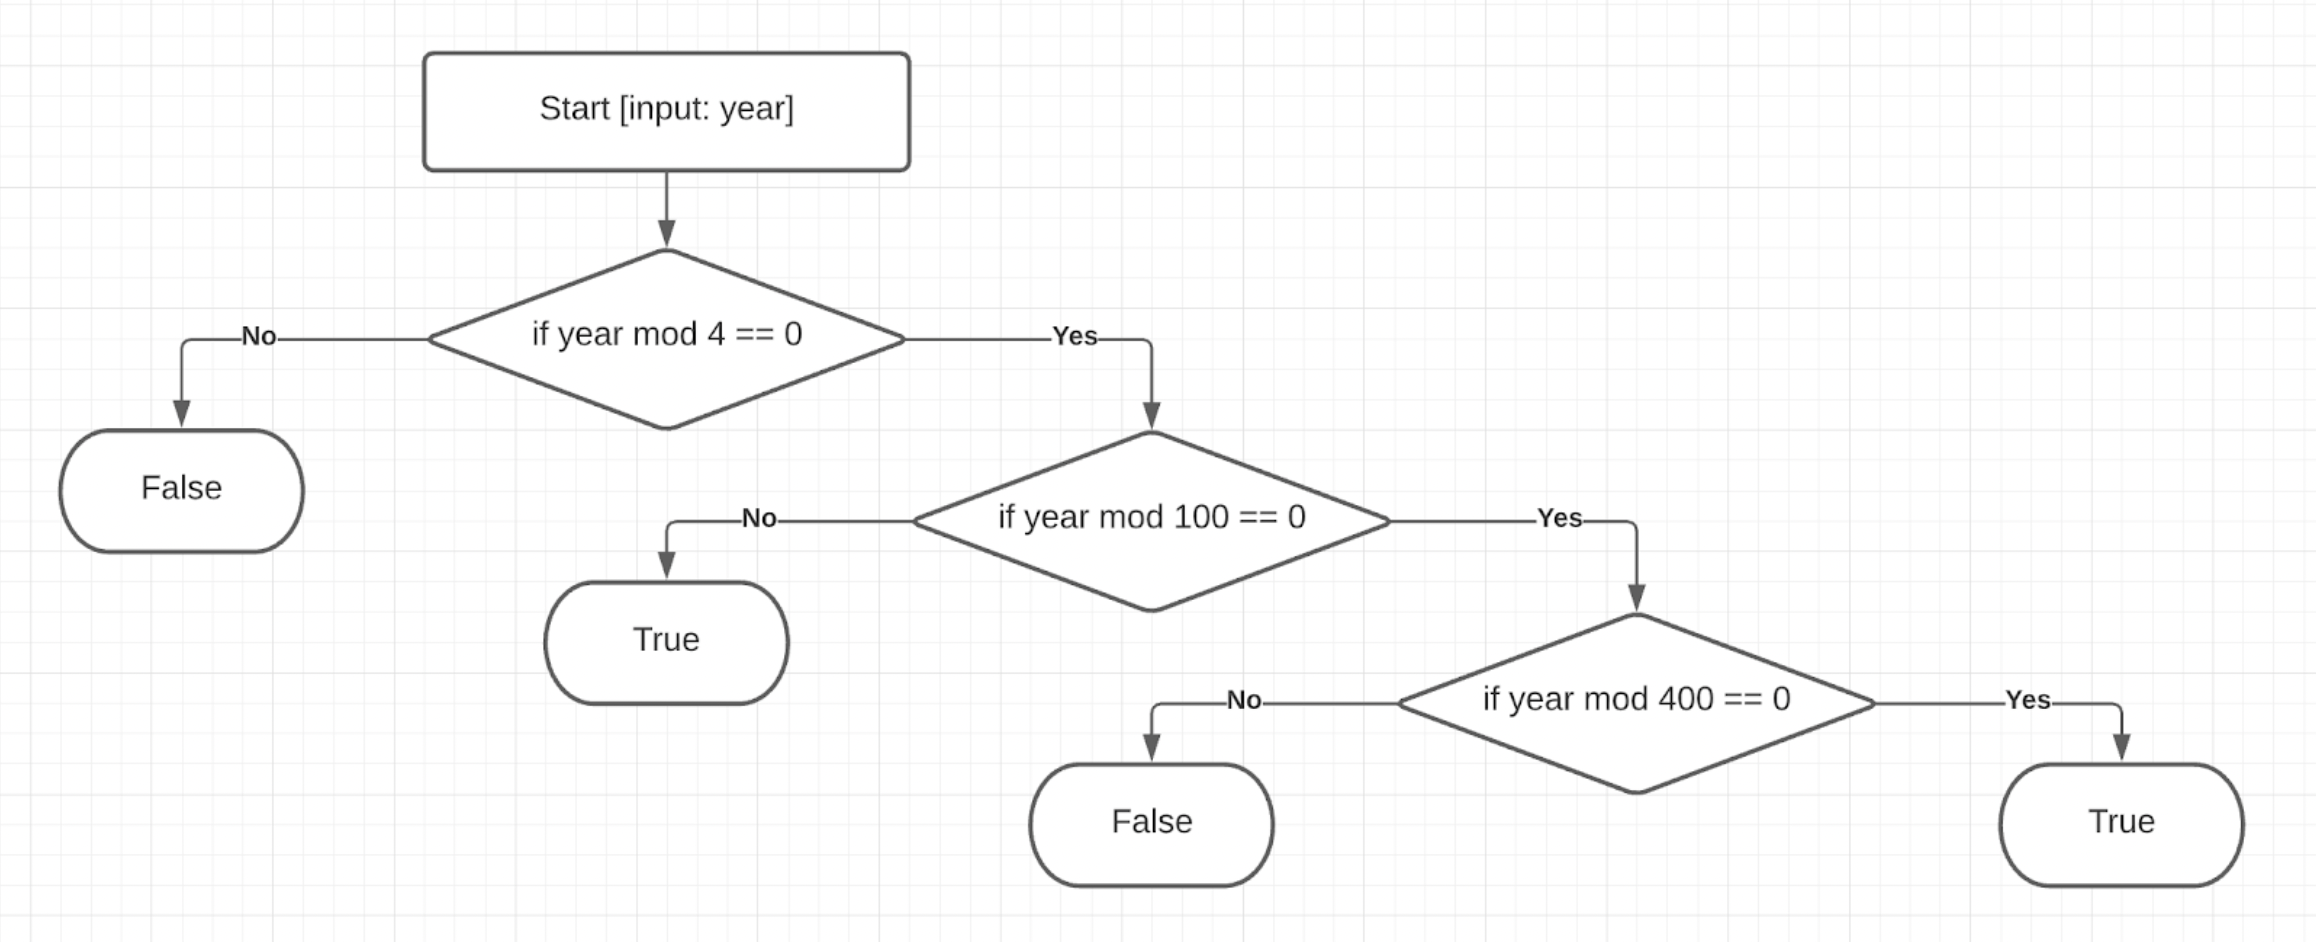 Start [input: year]
if year mod 4 == 0
No
Yes
False
if year mod 100 == 0
No
Yes
True
if year mod 400 == 0
No
Yes
False
True